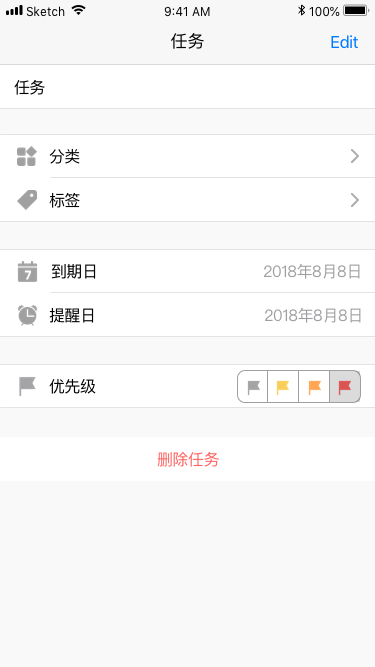 Sketch 9:41 AM 100%
任务 Edit
任务
分类
标签
7 到期日 2018年8月8日
提醒日 2018年8月8日
优先级
删除任务